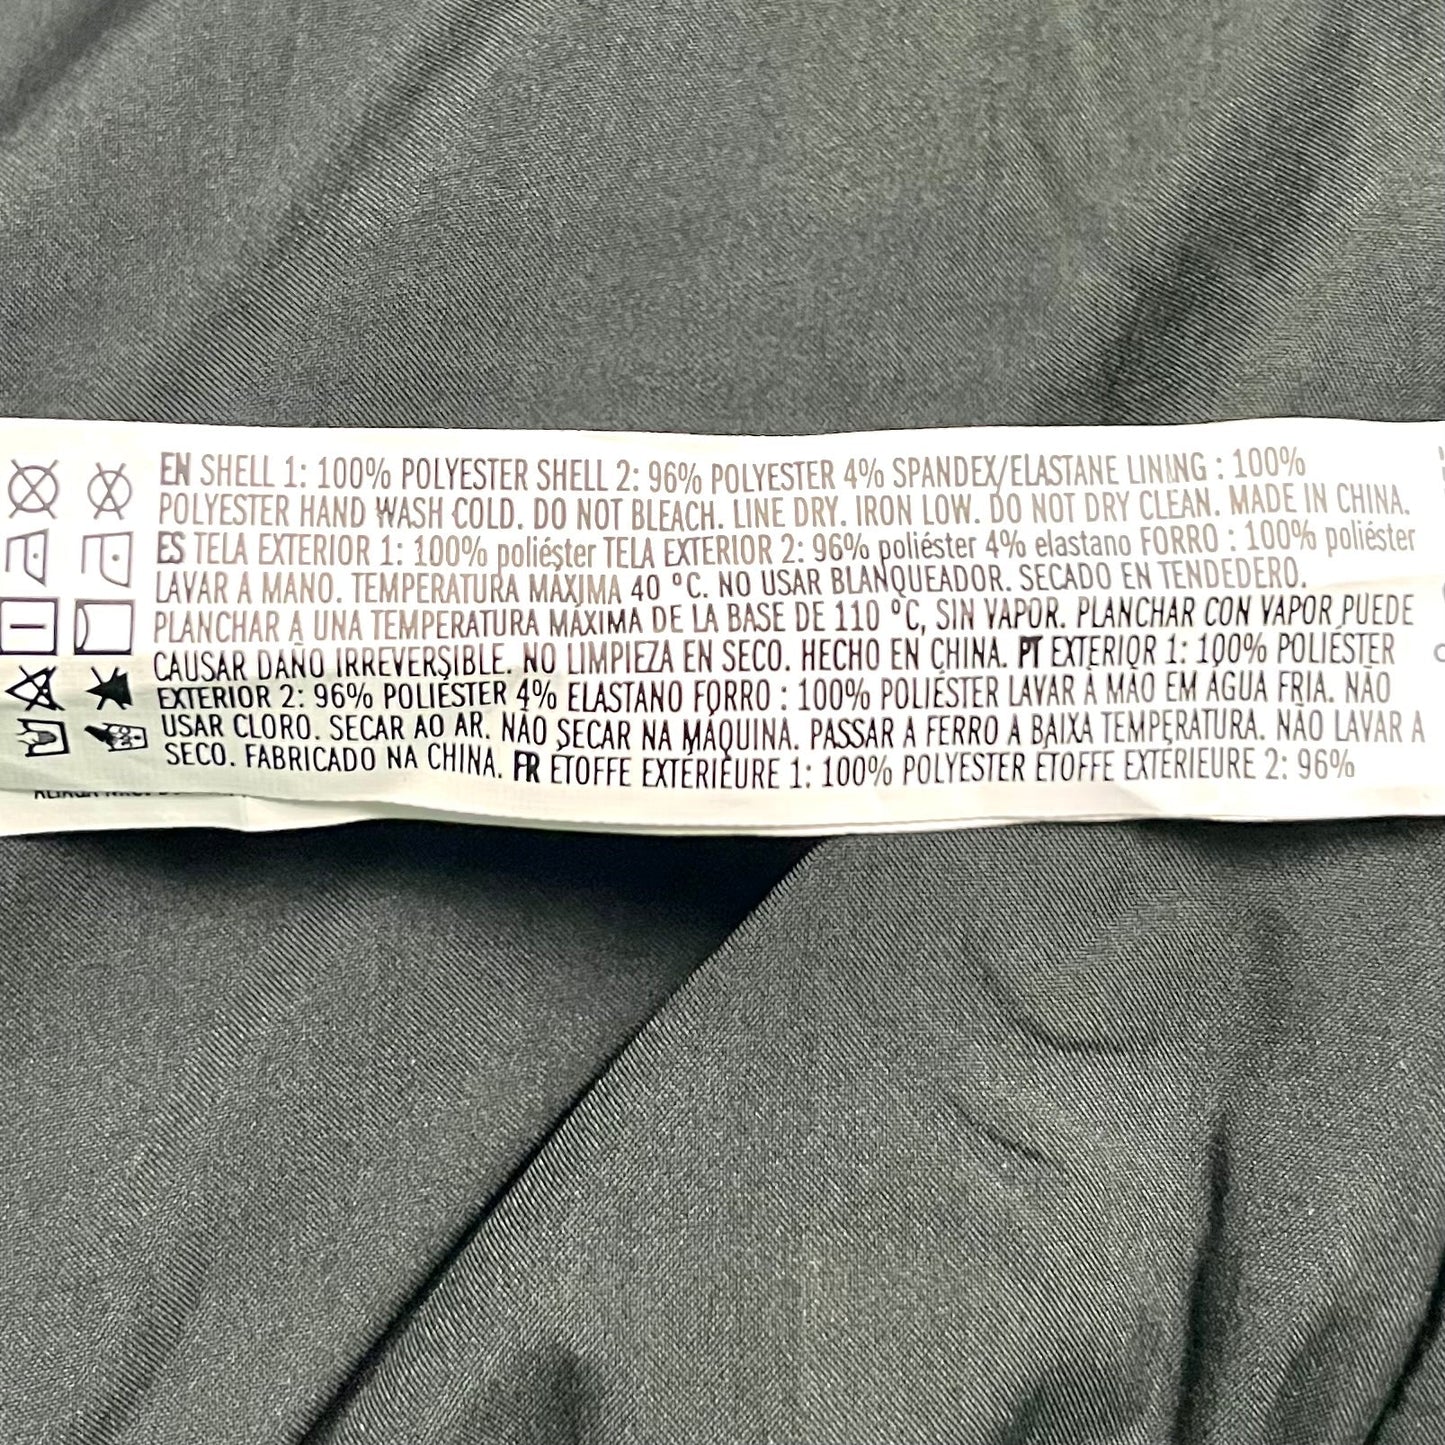 EN SHELL 1: 100% POLYESTER SHELL 2: 96% POLYESTER 4% SPANDEX/ELASTANE LINING : 100%
POLYESTER HAND WASH COLD. DO NOT BLEACH. LINE DRY. IRON LOW. DO NOT DRY CLEAN. MADE IN CHINA.
ES TELA EXTERIOR 1: 100% poliéster TELA EXTERIOR 2: 96% poliéster 4% elastano FORRO : 100% poliéster
LAVAR A MANO. TEMPERATURA MÁXIMA 40 ºC. NO USAR BLANQUEADOR. SECADO EN TENDEDERO.
PLANCHAR A UNA TEMPERATURA MÁXIMA DE LA BASE DE 110 ºC, SIN VAPOR. PLANCHAR CON VAPOR PUEDE
CAUSAR DAÑO IRREVERSIBLE. NO LIMPIEZA EN SECO. HECHO EN CHINA. PT EXTERIOR 1: 100% POLIÉSTER
EXTERIOR 2: 96% POLIÉSTER 4% ELASTANO FORRO : 100% POLIÉSTER LAVAR À MÃO EM ÁGUA FRIA. NÃO
USAR CLORO. SECAR AO AR. NÃO SECAR NA MÁQUINA. PASSAR A FERRO A BAIXA TEMPERATURA. NÃO LAVAR A
SECO. FABRICADO NA CHINA. FR ÉTOFFE EXTÉRIEURE 1: 100% POLYESTER ÉTOFFE EXTÉRIEURE 2: 96%